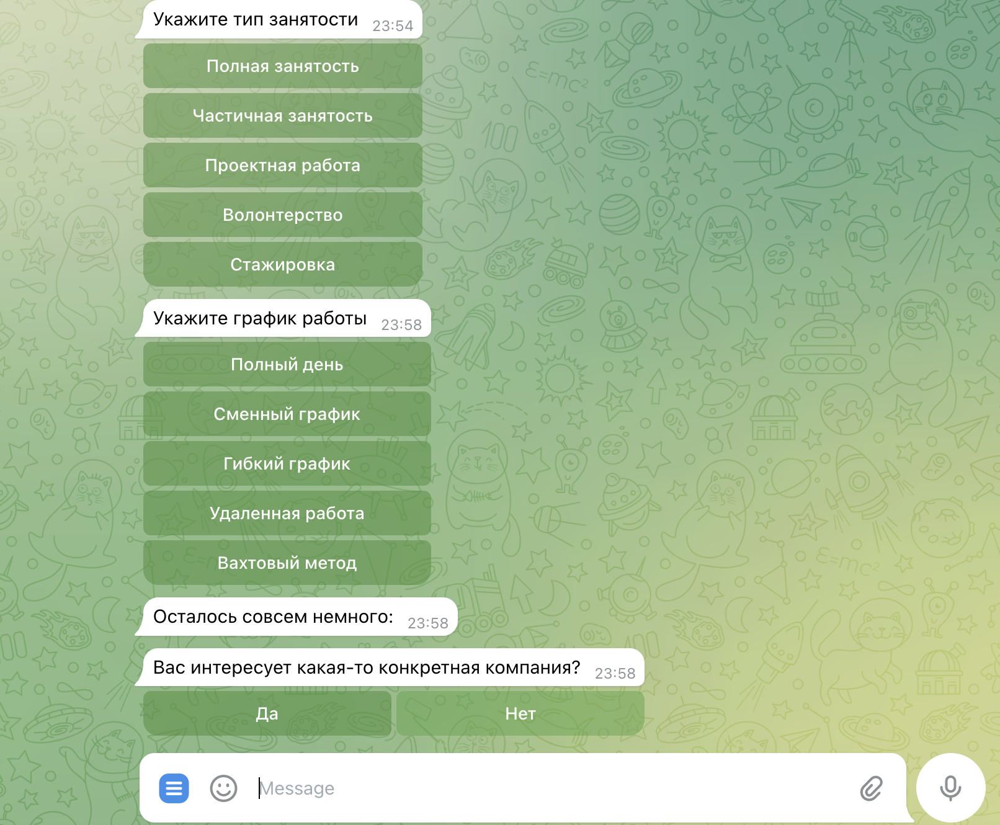 Укажите тип занятости 23:54
Полная занятость
Частичная занятость
Проектная работа
Волонтерство
Стажировка
Укажите график работы 23:58
Полный день
Сменный график
Гибкий график
Удаленная работа
Вахтовый метод
Осталось совсем немного: 23:58
Вас интересует какая-то конкретная компания? 23:58
Да Нет
Message